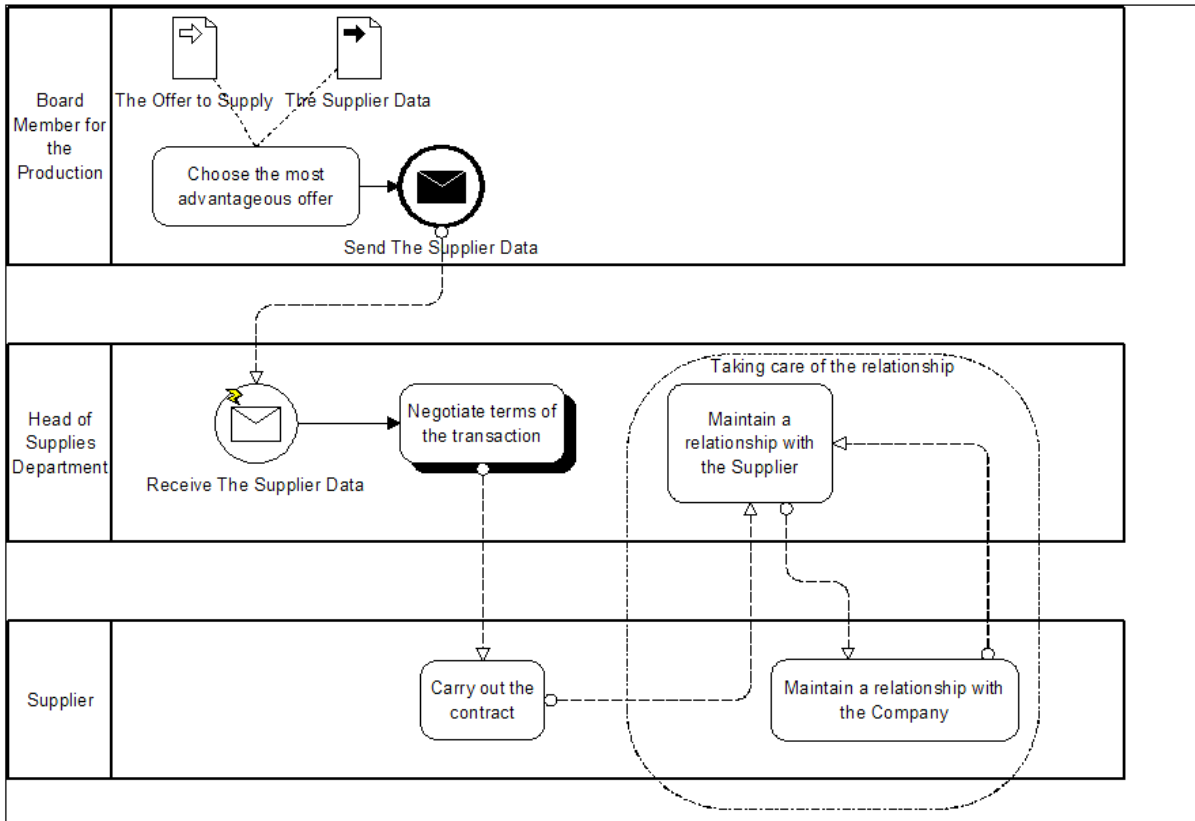 Board
Member for
the
Production
The Offer to Supply
The Supplier Data
Choose the most
advantageous offer
Send The Supplier Data
Head of
Supplies
Department
Receive The Supplier Data
Negotiate terms of
the transaction
Taking care of the relationship
Maintain a
relationship with
the Supplier
Supplier
Carry out the
contract
Maintain a relationship with
the Company